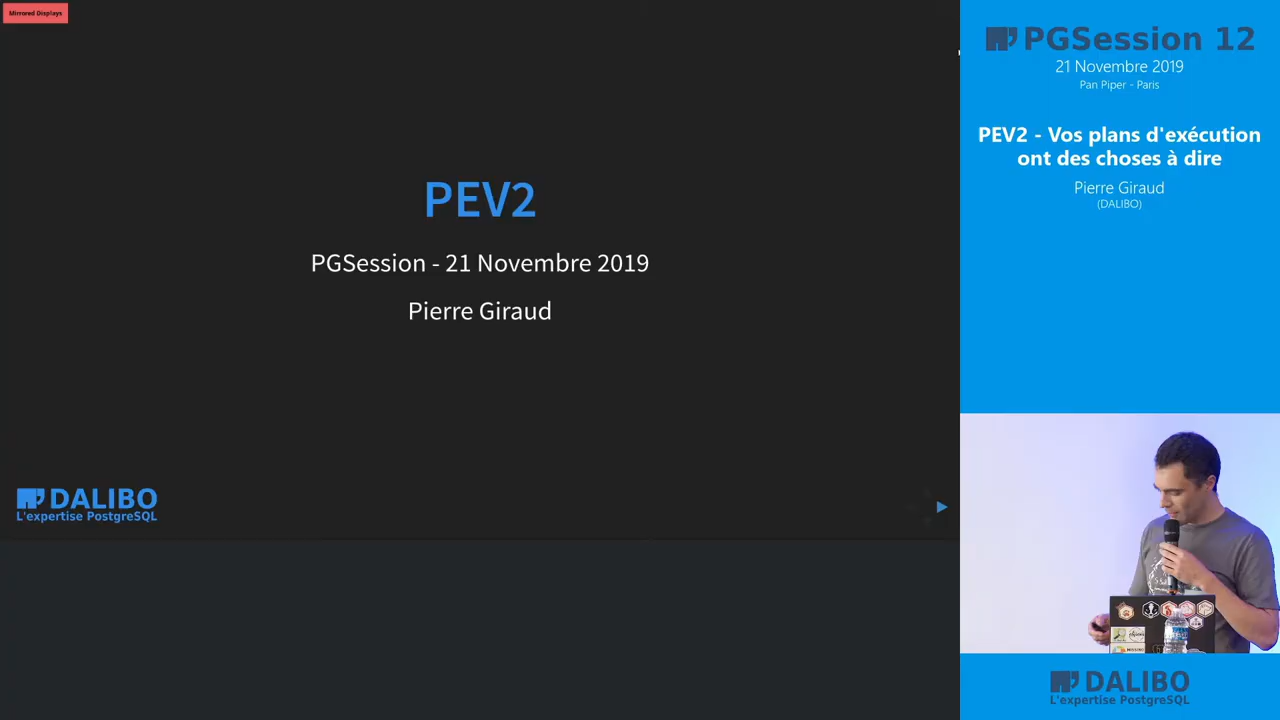 Mirrored Displays
PEV2
PGSession - 21 Novembre 2019
Pierre Giraud
DALIBO
L'expertise PostgreSQL
PGSession 12
21 Novembre 2019
Pan Piper - Paris
PEV2 - Vos plans d'exécution
ont des choses à dire
Pierre Giraud
(DALIBO)
DALIBO
L'expertise PostgreSQL